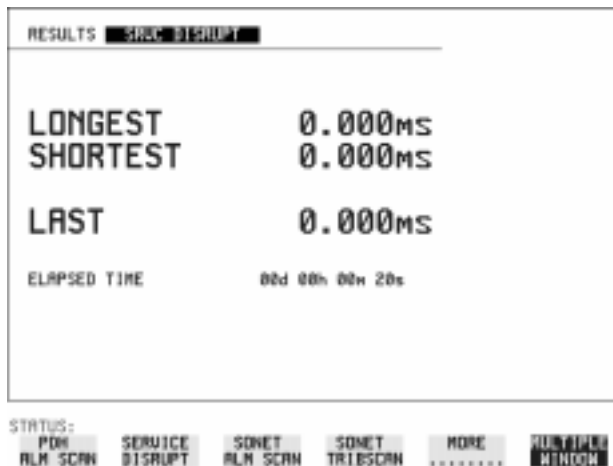 RESULTS SRVC DISRUPT
LONGEST 0.000MS
SHORTEST 0.000MS
LAST 0.000MS
ELAPSED TIME 00d 00h 00m 20s
STATUS:
PDH ALM SCAN
SERVICE DISRUPT
SONET ALM SCAN
SONET TRIBSCAN
MORE ........
MULTIPLE WINDOW